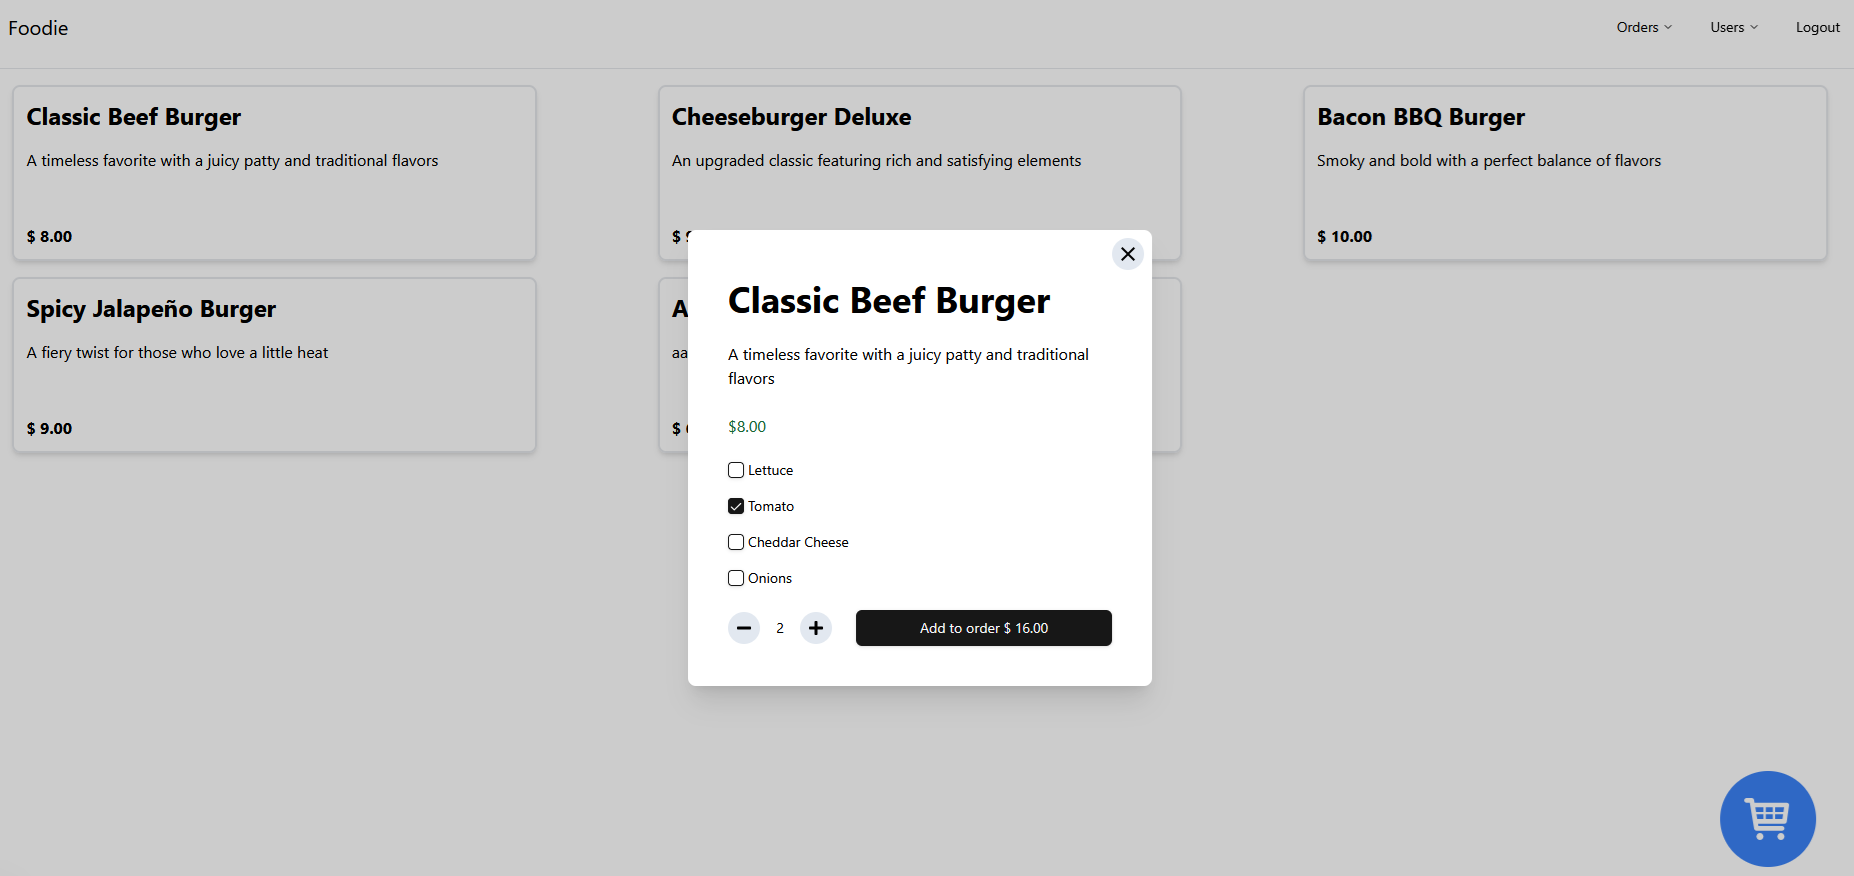 Foodie
Orders
Users
Logout
Classic Beef Burger
A timeless favorite with a juicy patty and traditional flavors
$ 8.00
Cheeseburger Deluxe
An upgraded classic featuring rich and satisfying elements
$
Bacon BBQ Burger
Smoky and bold with a perfect balance of flavors
$ 10.00
Spicy Jalapeño Burger
A fiery twist for those who love a little heat
$ 9.00
A
aa
$
Classic Beef Burger
A timeless favorite with a juicy patty and traditional
flavors
$8.00
Lettuce
Tomato
Cheddar Cheese
Onions
2
Add to order $ 16.00